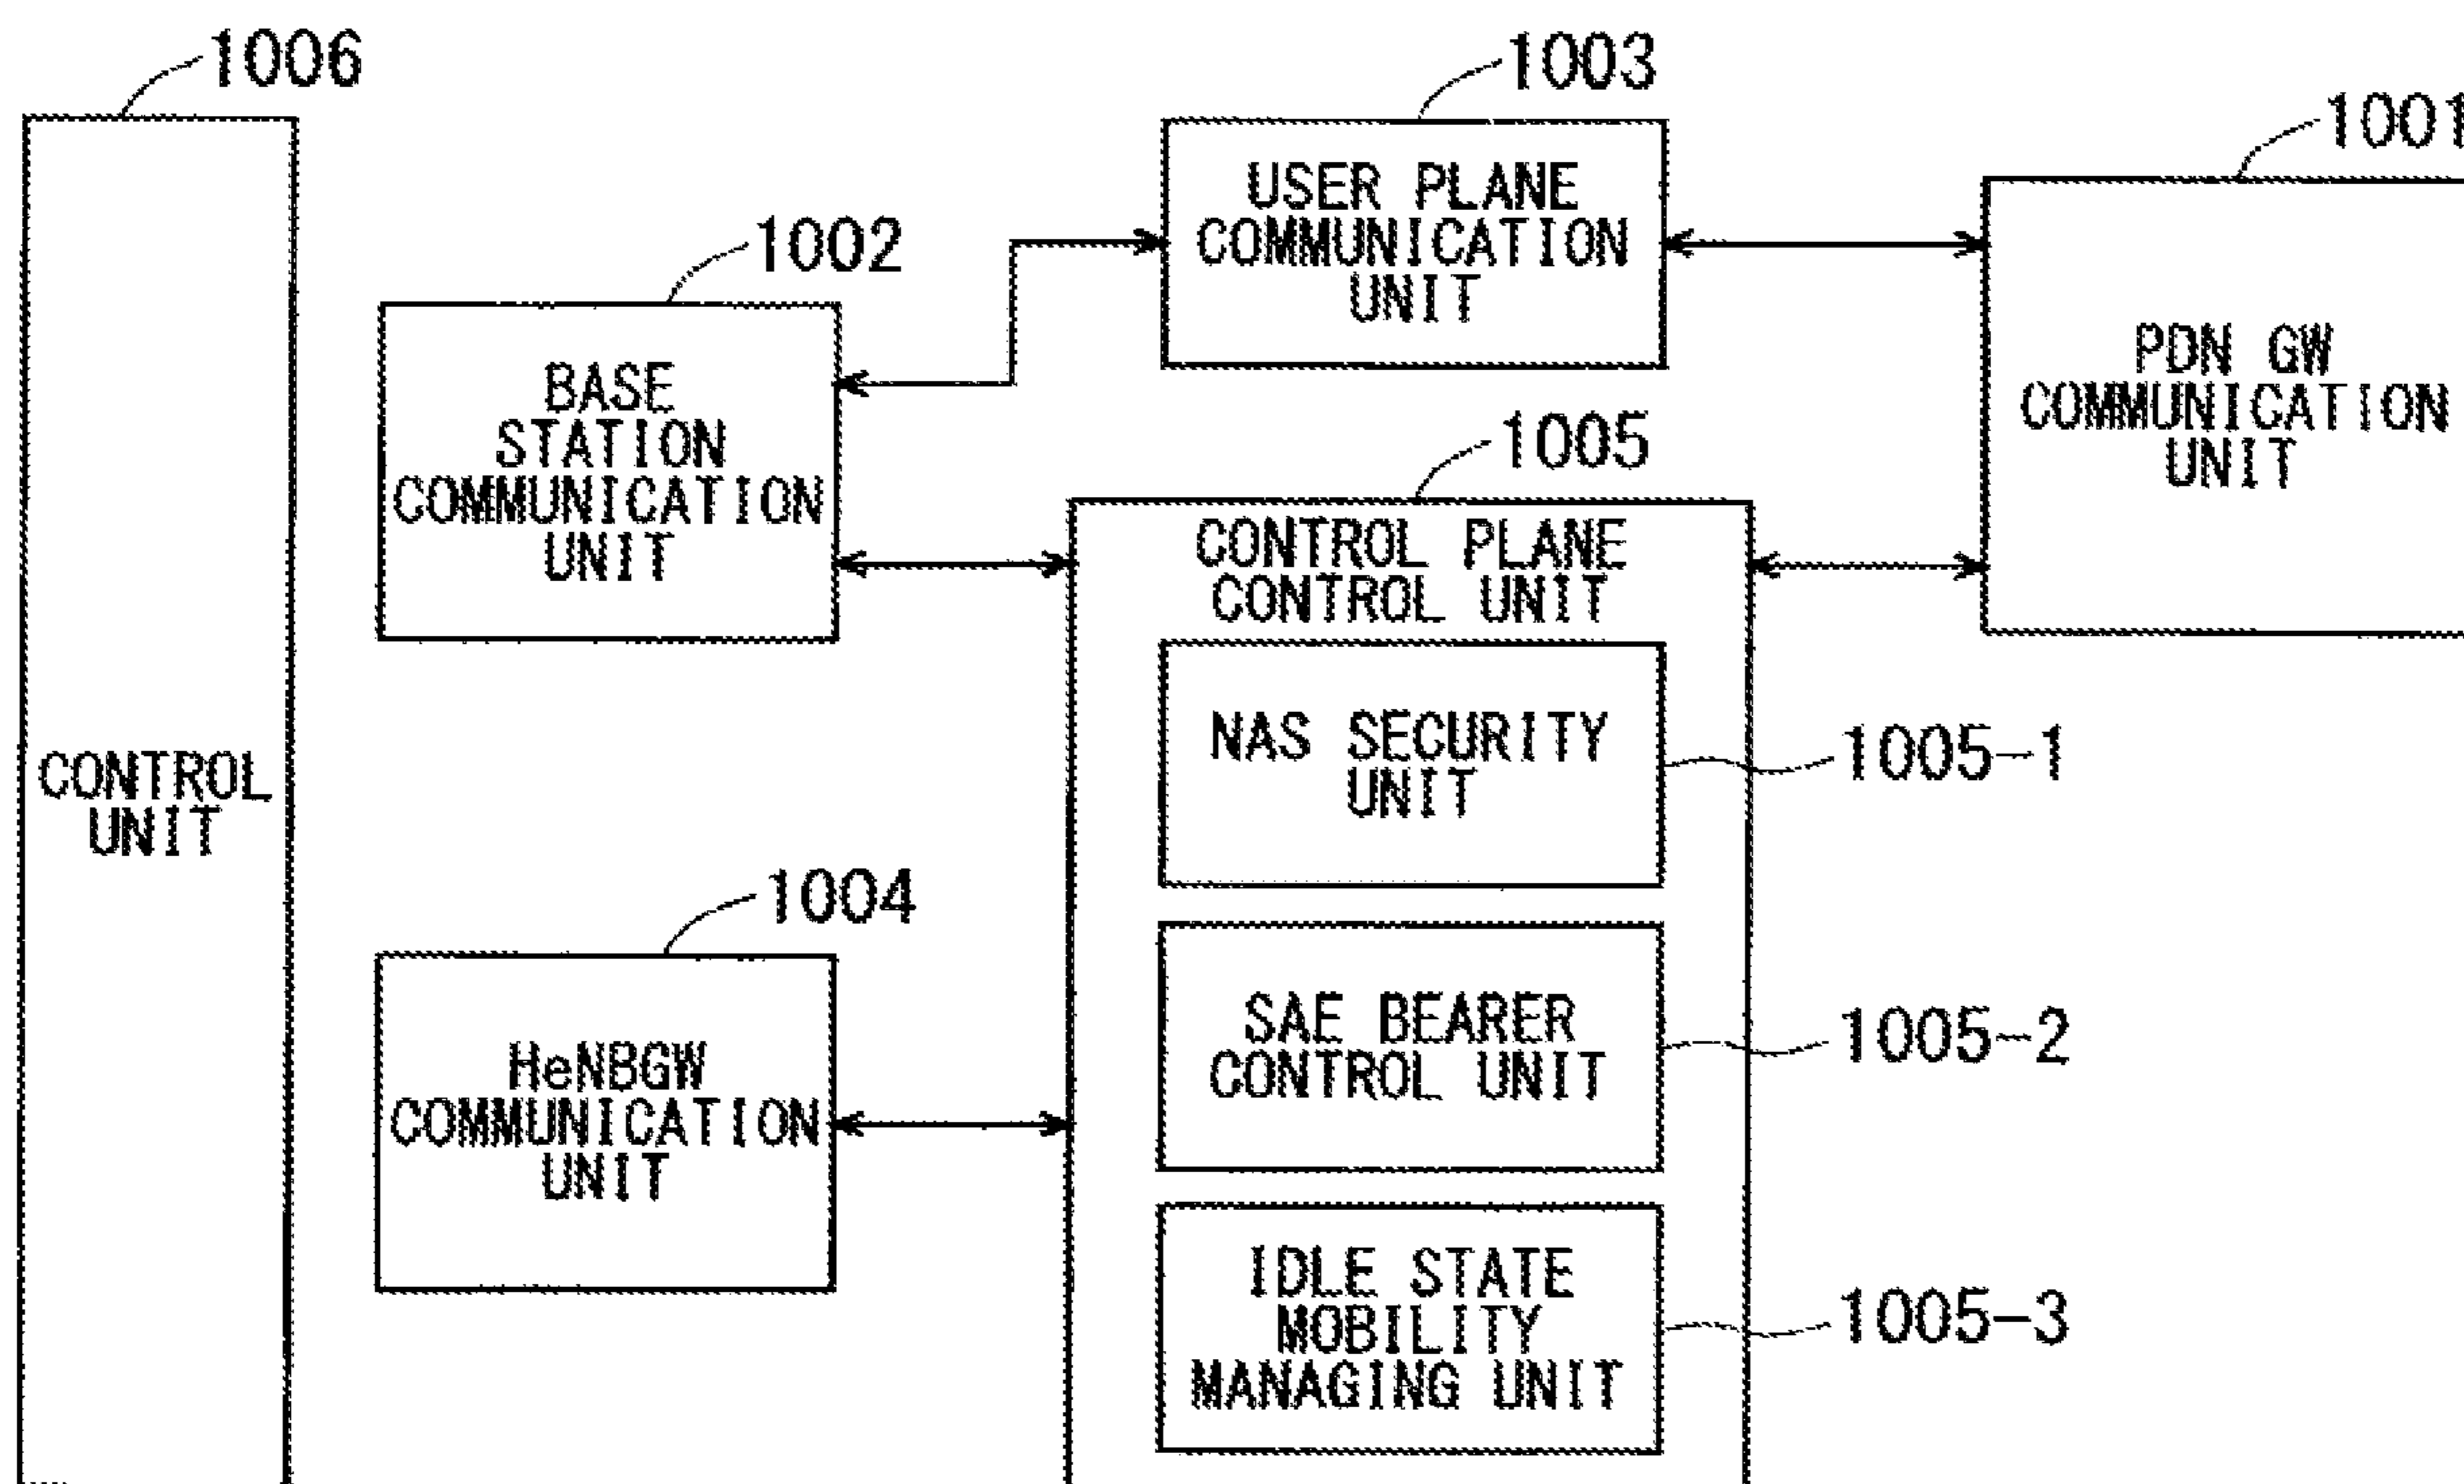 1006
1003
1001
USER PLANE
COMMUNICATION
UNIT
1002
PDN GW
COMMUNICATION
UNIT
BASE
STATION
COMMUNICATION
UNIT
1005
CONTROL PLANE
CONTROL UNIT
NAS SECURITY
UNIT
1005-1
CONTROL
UNIT
1004
SAE BEARER
CONTROL UNIT
1005-2
HeNBGW
COMMUNICATION
UNIT
IDLE STATE
MOBILITY
MANAGING UNIT
1005-3